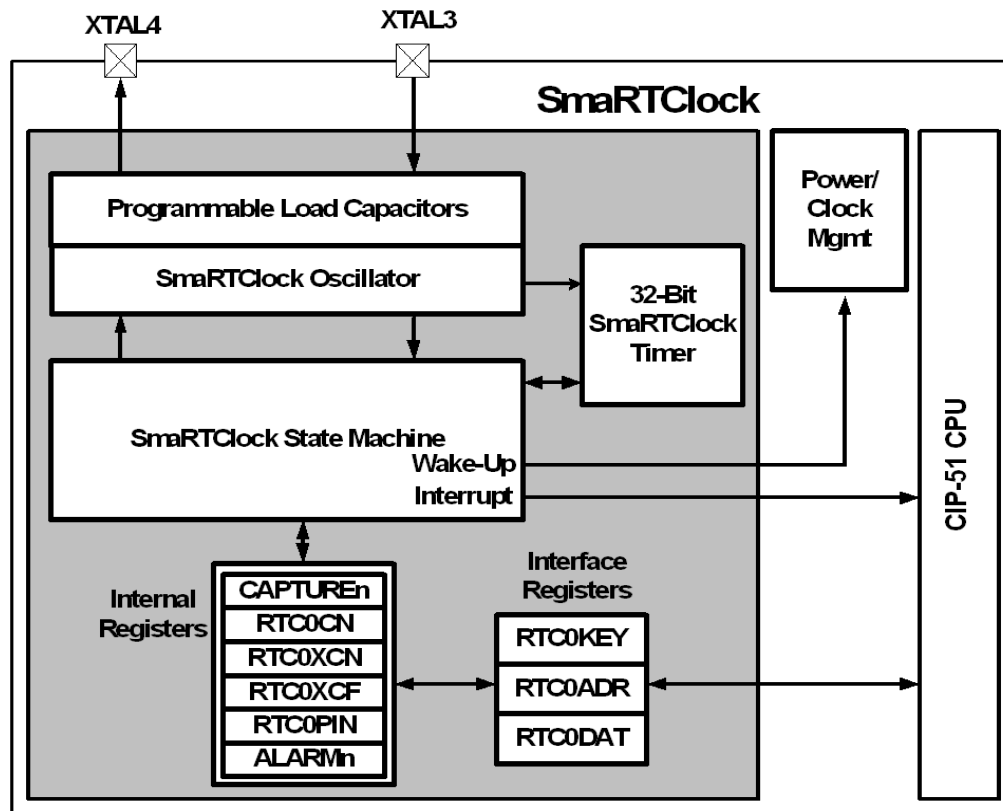 XTAL4
XTAL3
SmaRTClock
Programmable Load Capacitors
SmaRTClock Oscillator
32-Bit
SmaRTClock
Timer
Power/
Clock
Mgmt
SmaRTClock State Machine
Wake-Up
Interrupt
CIP-51 CPU
Internal
Registers
CAPTUREn
RTC0CN
RTC0XCN
RTC0XCF
RTC0PIN
ALARMn
Interface
Registers
RTC0KEY
RTC0ADR
RTC0DAT